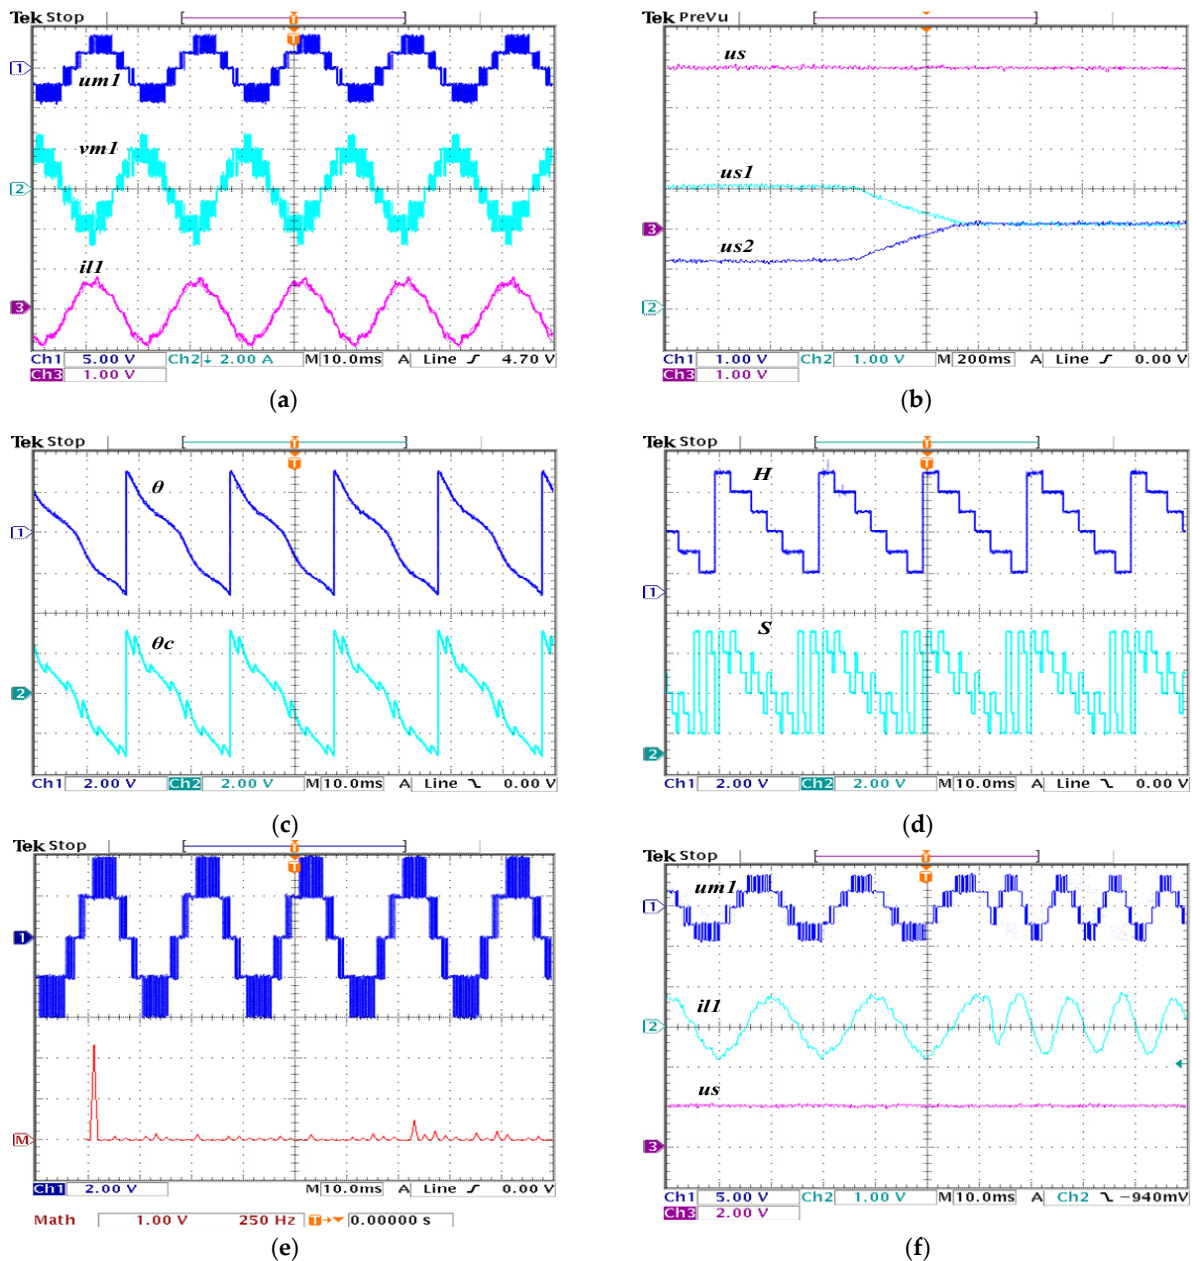 Tek Stop
T
T
1
um1
vm1
2
il1
3
Ch1 5.00 V Ch2 ↓ 2.00 A M 10.0ms A Line 4.70 V
Ch3 1.00 V
(a)
Tek PreVu
us
us1
3
us2
2
Ch1 1.00 V Ch2 1.00 V M 200ms A Line 0.00 V
Ch3 1.00 V
(b)
Tek Stop
T
T
θ
1
θc
2
Ch1 2.00 V Ch2 2.00 V M 10.0ms A Line 0.00 V
(c)
Tek Stop
T
T
H
1
S
2
Ch1 2.00 V Ch2 2.00 V M 10.0ms A Line 0.00 V
(d)
Tek Stop
T
T
1
M
Ch1 2.00 V M 10.0ms A Line 0.00 V
Math 1.00 V 250 Hz T→▼ 0.00000 s
(e)
Tek Stop
T
T
um1
1
il1
2
us
3
Ch1 5.00 V Ch2 1.00 V M 10.0ms A Ch2 −940mV
Ch3 2.00 V
(f)